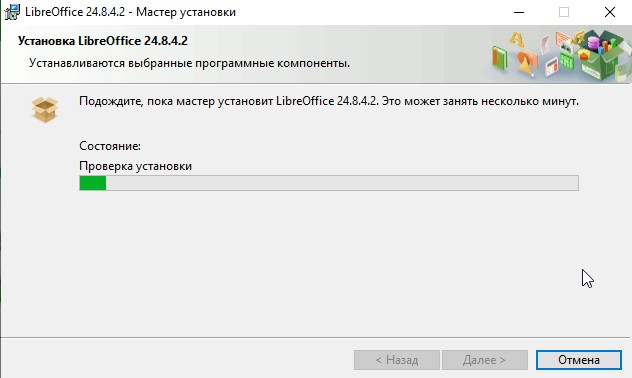 LibreOffice 24.8.4.2 - Мастер установки
Установка LibreOffice 24.8.4.2
Устанавливаются выбранные программные компоненты.
Подождите, пока мастер установит LibreOffice 24.8.4.2. Это может занять несколько минут.
Состояние:
Проверка установки
< Назад
Далее >
Отмена